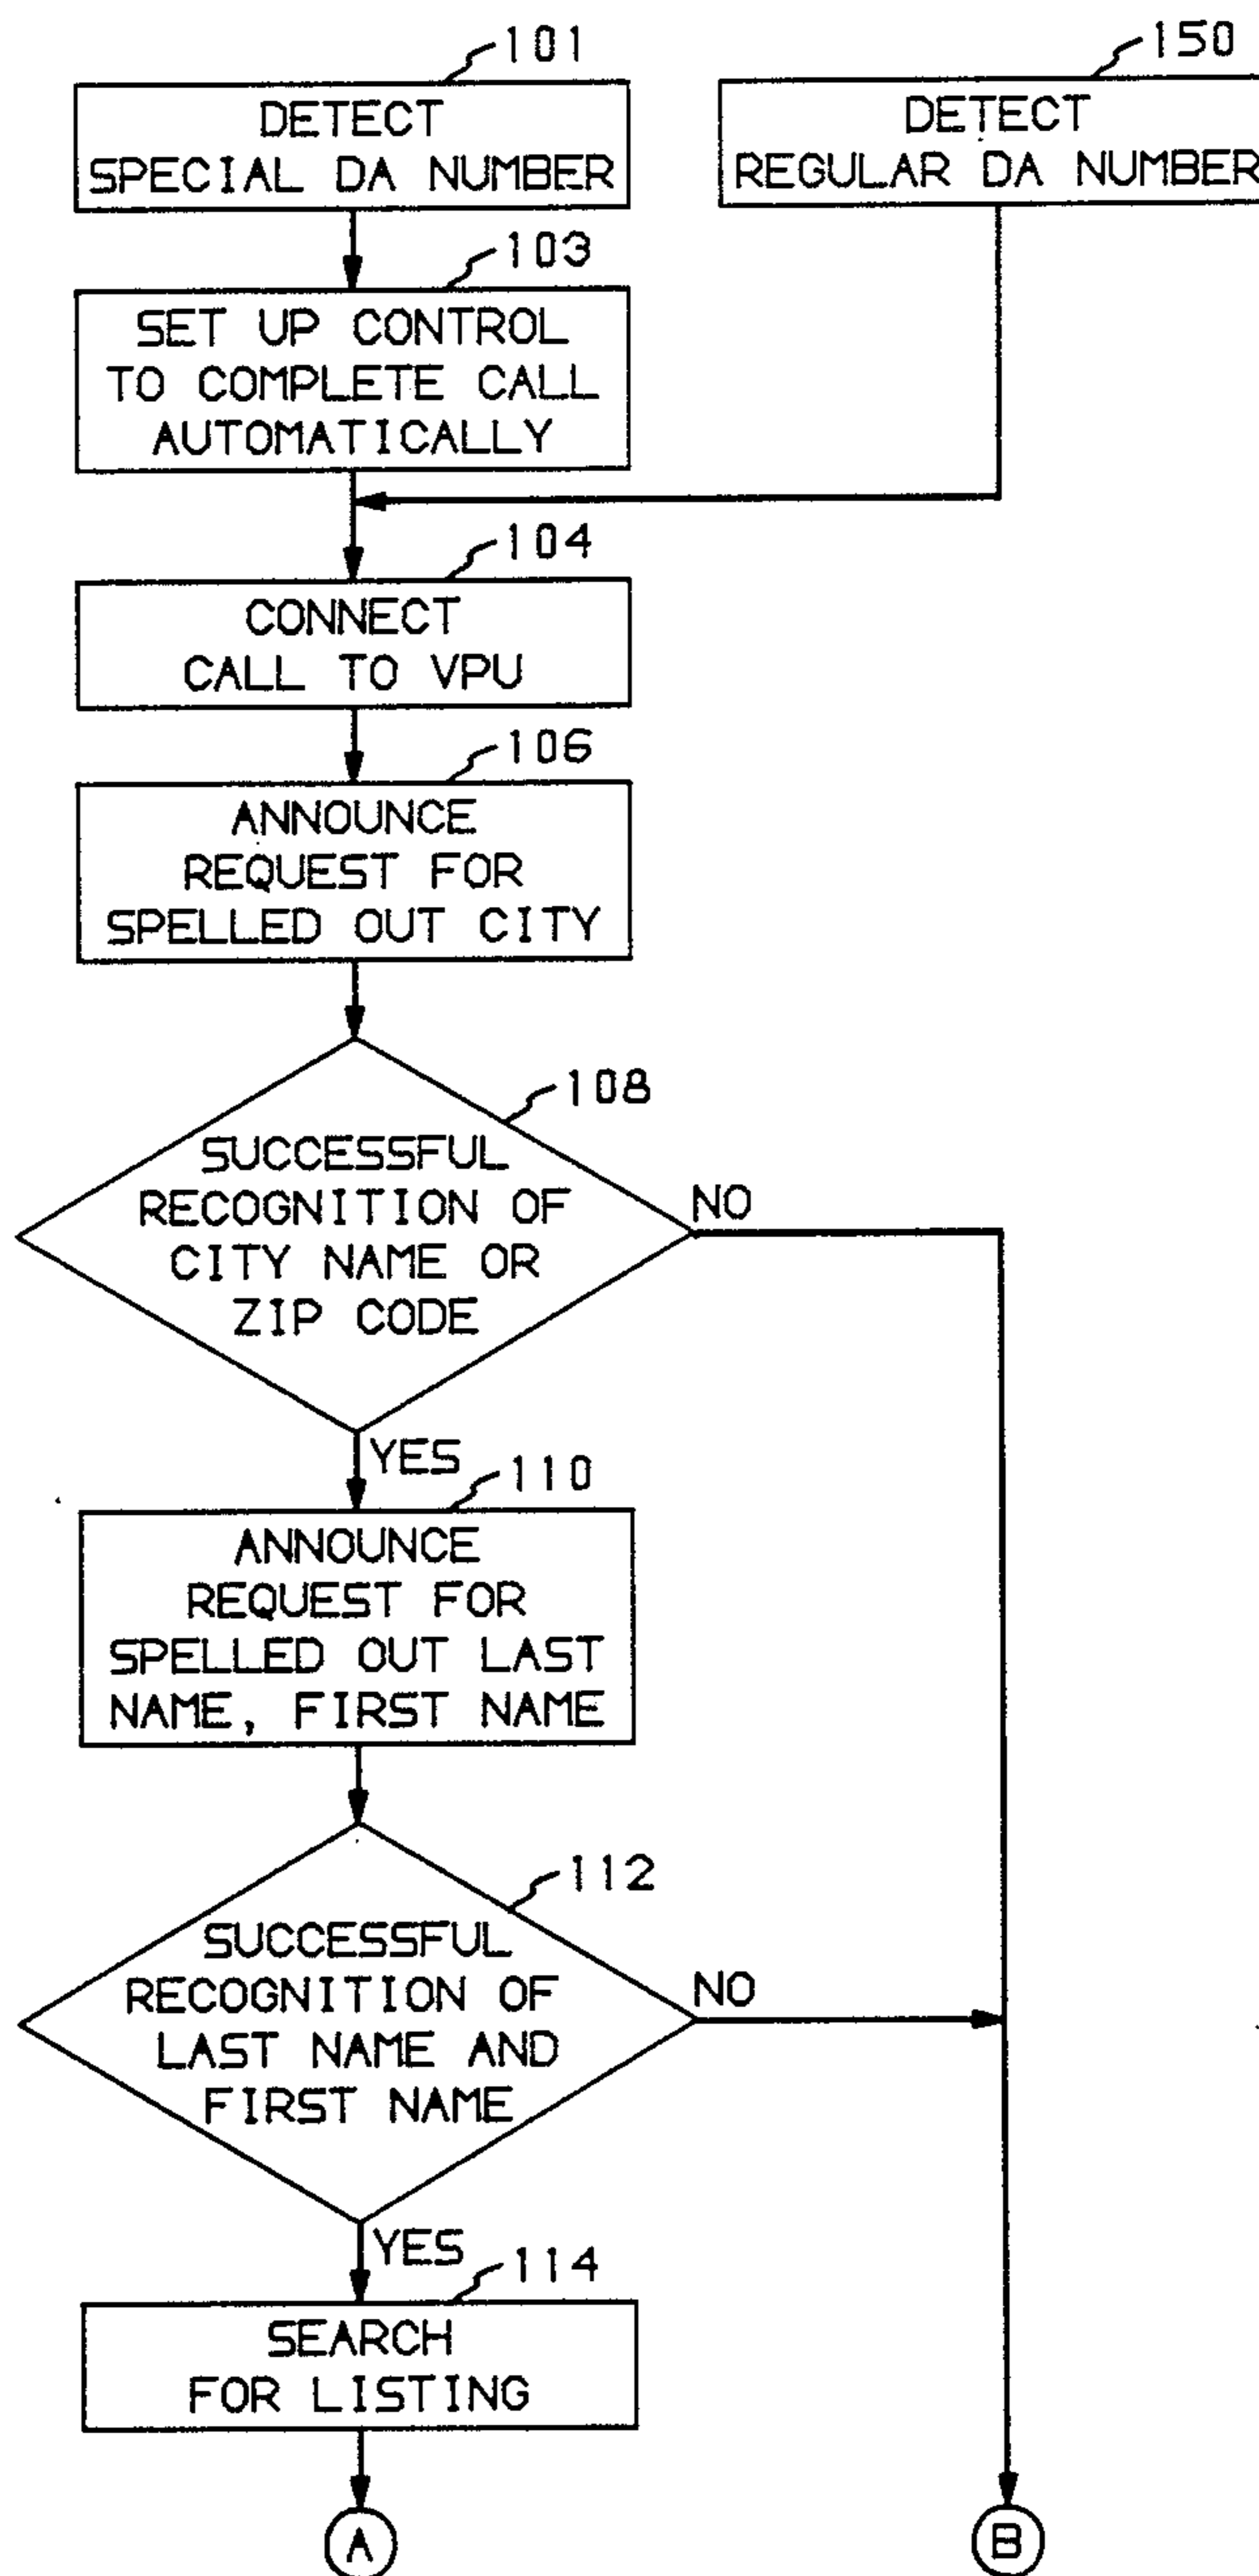 101
DETECT
SPECIAL DA NUMBER
150
DETECT
REGULAR DA NUMBER
103
SET UP CONTROL
TO COMPLETE CALL
AUTOMATICALLY
104
CONNECT
CALL TO VPU
106
ANNOUNCE
REQUEST FOR
SPELLED OUT CITY
108
SUCCESSFUL
RECOGNITION OF
CITY NAME OR
ZIP CODE
NO
YES
110
ANNOUNCE
REQUEST FOR
SPELLED OUT LAST
NAME, FIRST NAME
112
SUCCESSFUL
RECOGNITION OF
LAST NAME AND
FIRST NAME
NO
YES
114
SEARCH
FOR LISTING
A
B